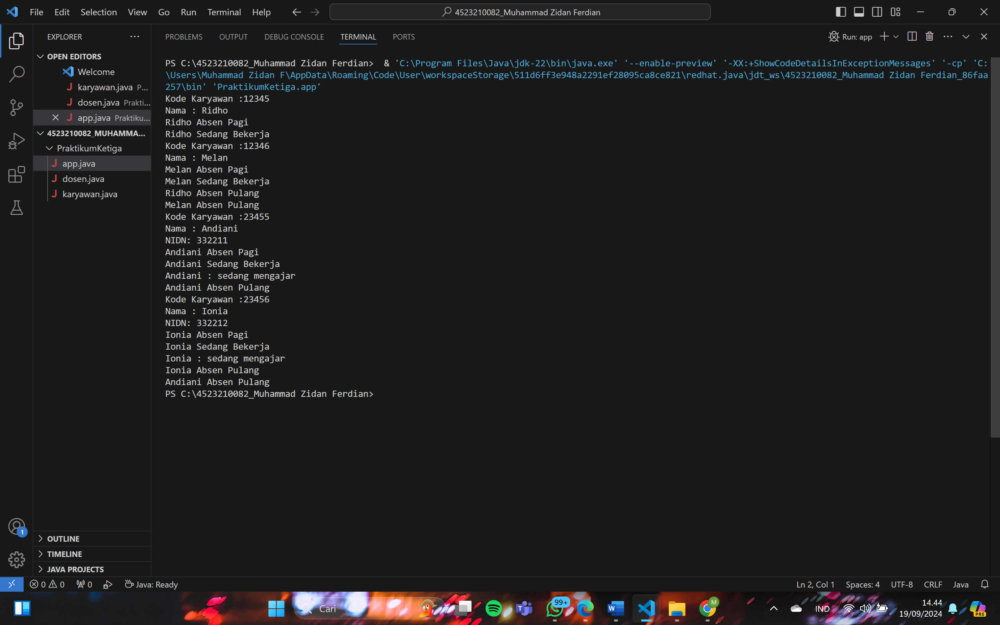 File Edit Selection View Go Run Terminal Help
4523210082_Muhammad Zidan Ferdian
EXPLORER
OPEN EDITORS
Welcome
karyawan.java P...
dosen.java Prakti...
app.java Praktiku...
4523210082_MUHAMMA...
PraktikumKetiga
app.java
dosen.java
karyawan.java
OUTLINE
TIMELINE
JAVA PROJECTS
1
PROBLEMS OUTPUT DEBUG CONSOLE TERMINAL PORTS
Run: app
PS C:\4523210082_Muhammad Zidan Ferdian>  & 'C:\Program Files\Java\jdk-22\bin\java.exe' '--enable-preview' '-XX:+ShowCodeDetailsInExceptionMessages' '-cp' 'C:
\Users\Muhammad Zidan F\AppData\Roaming\Code\User\workspaceStorage\511d6ff3e948a2291ef28095ca8ce821\redhat.java\jdt_ws\4523210082_Muhammad Zidan Ferdian_86faa
257\bin' 'PraktikumKetiga.app'
Kode Karyawan :12345
Nama : Ridho
Ridho Absen Pagi
Ridho Sedang Bekerja
Kode Karyawan :12346
Nama : Melan
Melan Absen Pagi
Melan Sedang Bekerja
Ridho Absen Pulang
Melan Absen Pulang
Kode Karyawan :23455
Nama : Andiani
NIDN: 332211
Andiani Absen Pagi
Andiani Sedang Bekerja
Andiani : sedang mengajar
Andiani Absen Pulang
Kode Karyawan :23456
Nama : Ionia
NIDN: 332212
Ionia Absen Pagi
Ionia Sedang Bekerja
Ionia : sedang mengajar
Ionia Absen Pulang
Andiani Absen Pulang
PS C:\4523210082_Muhammad Zidan Ferdian>
0 0 0 Java: Ready
Ln 2, Col 1 Spaces: 4 UTF-8 CRLF Java
Cari
99+
M
IND
14.44
19/09/2024
PRE